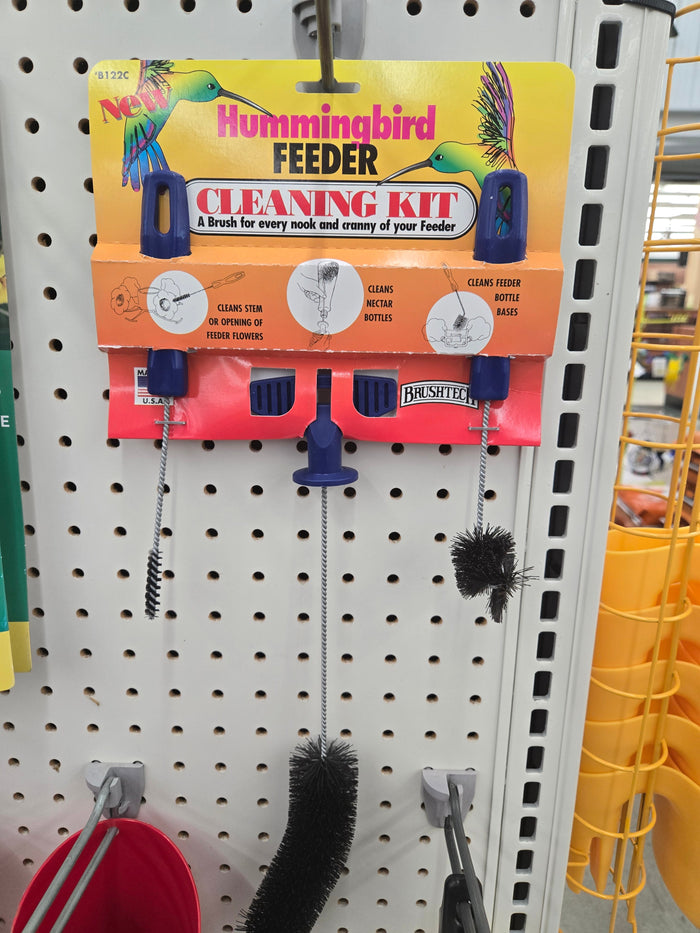 'B122C
New
Hummingbird
FEEDER
CLEANING KIT
A Brush for every nook and cranny of your Feeder
CLEANS STEM
OR OPENING OF
FEEDER FLOWERS
CLEANS
NECTAR
BOTTLES
CLEANS FEEDER
BOTTLE
BASES
U.S.A.
BRUSHTECH
E